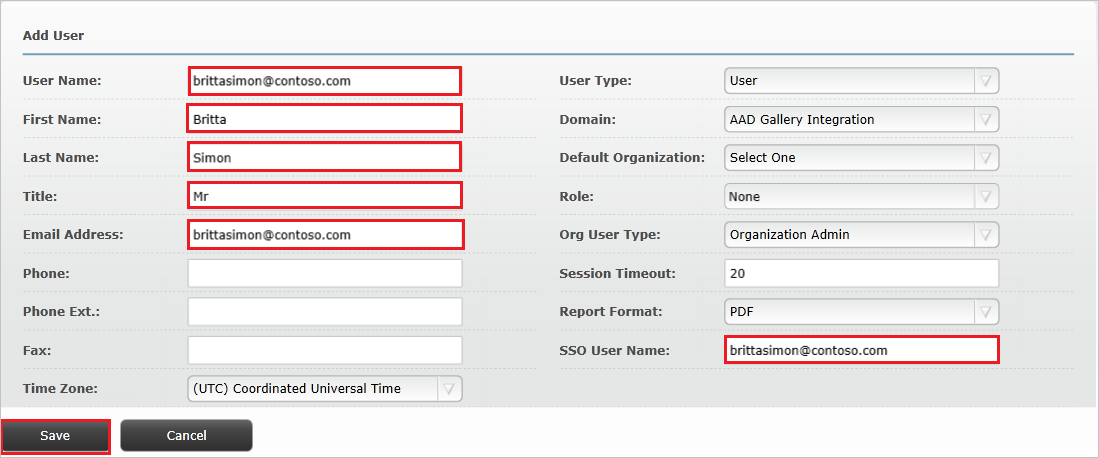 Add User
User Name: brittasimon@contoso.com User Type: User
First Name: Britta Domain: AAD Gallery Integration
Last Name: Simon Default Organization: Select One
Title: Mr Role: None
Email Address: brittasimon@contoso.com Org User Type: Organization Admin
Phone: Session Timeout: 20
Phone Ext.: Report Format: PDF
Fax: SSO User Name: brittasimon@contoso.com
Time Zone: (UTC) Coordinated Universal Time
Save Cancel